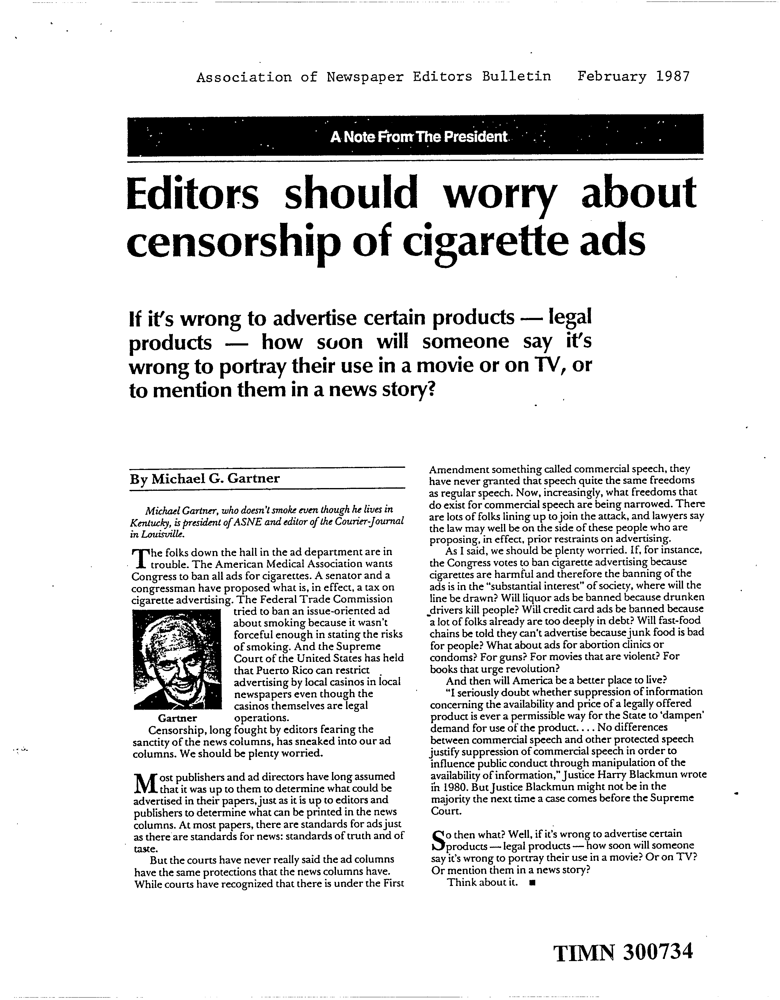 Association of Newspaper Editors Bulletin February 1987
A Note From The President
Editors should worry about
censorship of cigarette ads
If it's wrong to advertise certain products — legal
products — how soon will someone say it's
wrong to portray their use in a movie or on TV, or
to mention them in a news story?
By Michael G. Gartner
Michael Gartner, who doesn't smoke even though he lives in
Kentucky, is president of ASNE and editor of the Courier-Journal
in Louisville.
The folks down the hall in the ad department are in
trouble. The American Medical Association wants
Congress to ban all ads for cigarettes. A senator and a
congressman have proposed what is, in effect, a tax on
cigarette advertising. The Federal Trade Commission
tried to ban an issue-oriented ad
about smoking because it wasn't
forceful enough in stating the risks
of smoking. And the Supreme
Court of the United States has held
that Puerto Rico can restrict
advertising by local casinos in local
newspapers even though the
casinos themselves are legal
operations.
Gartner
Censorship, long fought by editors fearing the
sanctity of the news columns, has sneaked into our ad
columns. We should be plenty worried.
Most publishers and ad directors have long assumed
that it was up to them to determine what could be
advertised in their papers, just as it is up to editors and
publishers to determine what can be printed in the news
columns. At most papers, there are standards for ads just
as there are standards for news: standards of truth and of
taste.
But the courts have never really said the ad columns
have the same protections that the news columns have.
While courts have recognized that there is under the First
Amendment something called commercial speech, they
have never granted that speech quite the same freedoms
as regular speech. Now, increasingly, what freedoms that
do exist for commercial speech are being narrowed. There
are lots of folks lining up to join the attack, and lawyers say
the law may well be on the side of these people who are
proposing, in effect, prior restraints on advertising.
As I said, we should be plenty worried. If, for instance,
the Congress votes to ban cigarette advertising because
cigarettes are harmful and therefore the banning of the
ads is in the "substantial interest" of society, where will the
line be drawn? Will liquor ads be banned because drunken
drivers kill people? Will credit card ads be banned because
a lot of folks already are too deeply in debt? Will fast-food
chains be told they can't advertise because junk food is bad
for people? What about ads for abortion clinics or
condoms? For guns? For movies that are violent? For
books that urge revolution?
And then will America be a better place to live?
"I seriously doubt whether suppression of information
concerning the availability and price of a legally offered
product is ever a permissible way for the State to 'dampen'
demand for use of the product. . . . No differences
between commercial speech and other protected speech
justify suppression of commercial speech in order to
influence public conduct through manipulation of the
availability of information," Justice Harry Blackmun wrote
in 1980. But Justice Blackmun might not be in the
majority the next time a case comes before the Supreme
Court.
So then what? Well, if it's wrong to advertise certain
products — legal products — how soon will someone
say it's wrong to portray their use in a movie? Or on TV?
Or mention them in a news story?
Think about it. ■
TIMN 300734